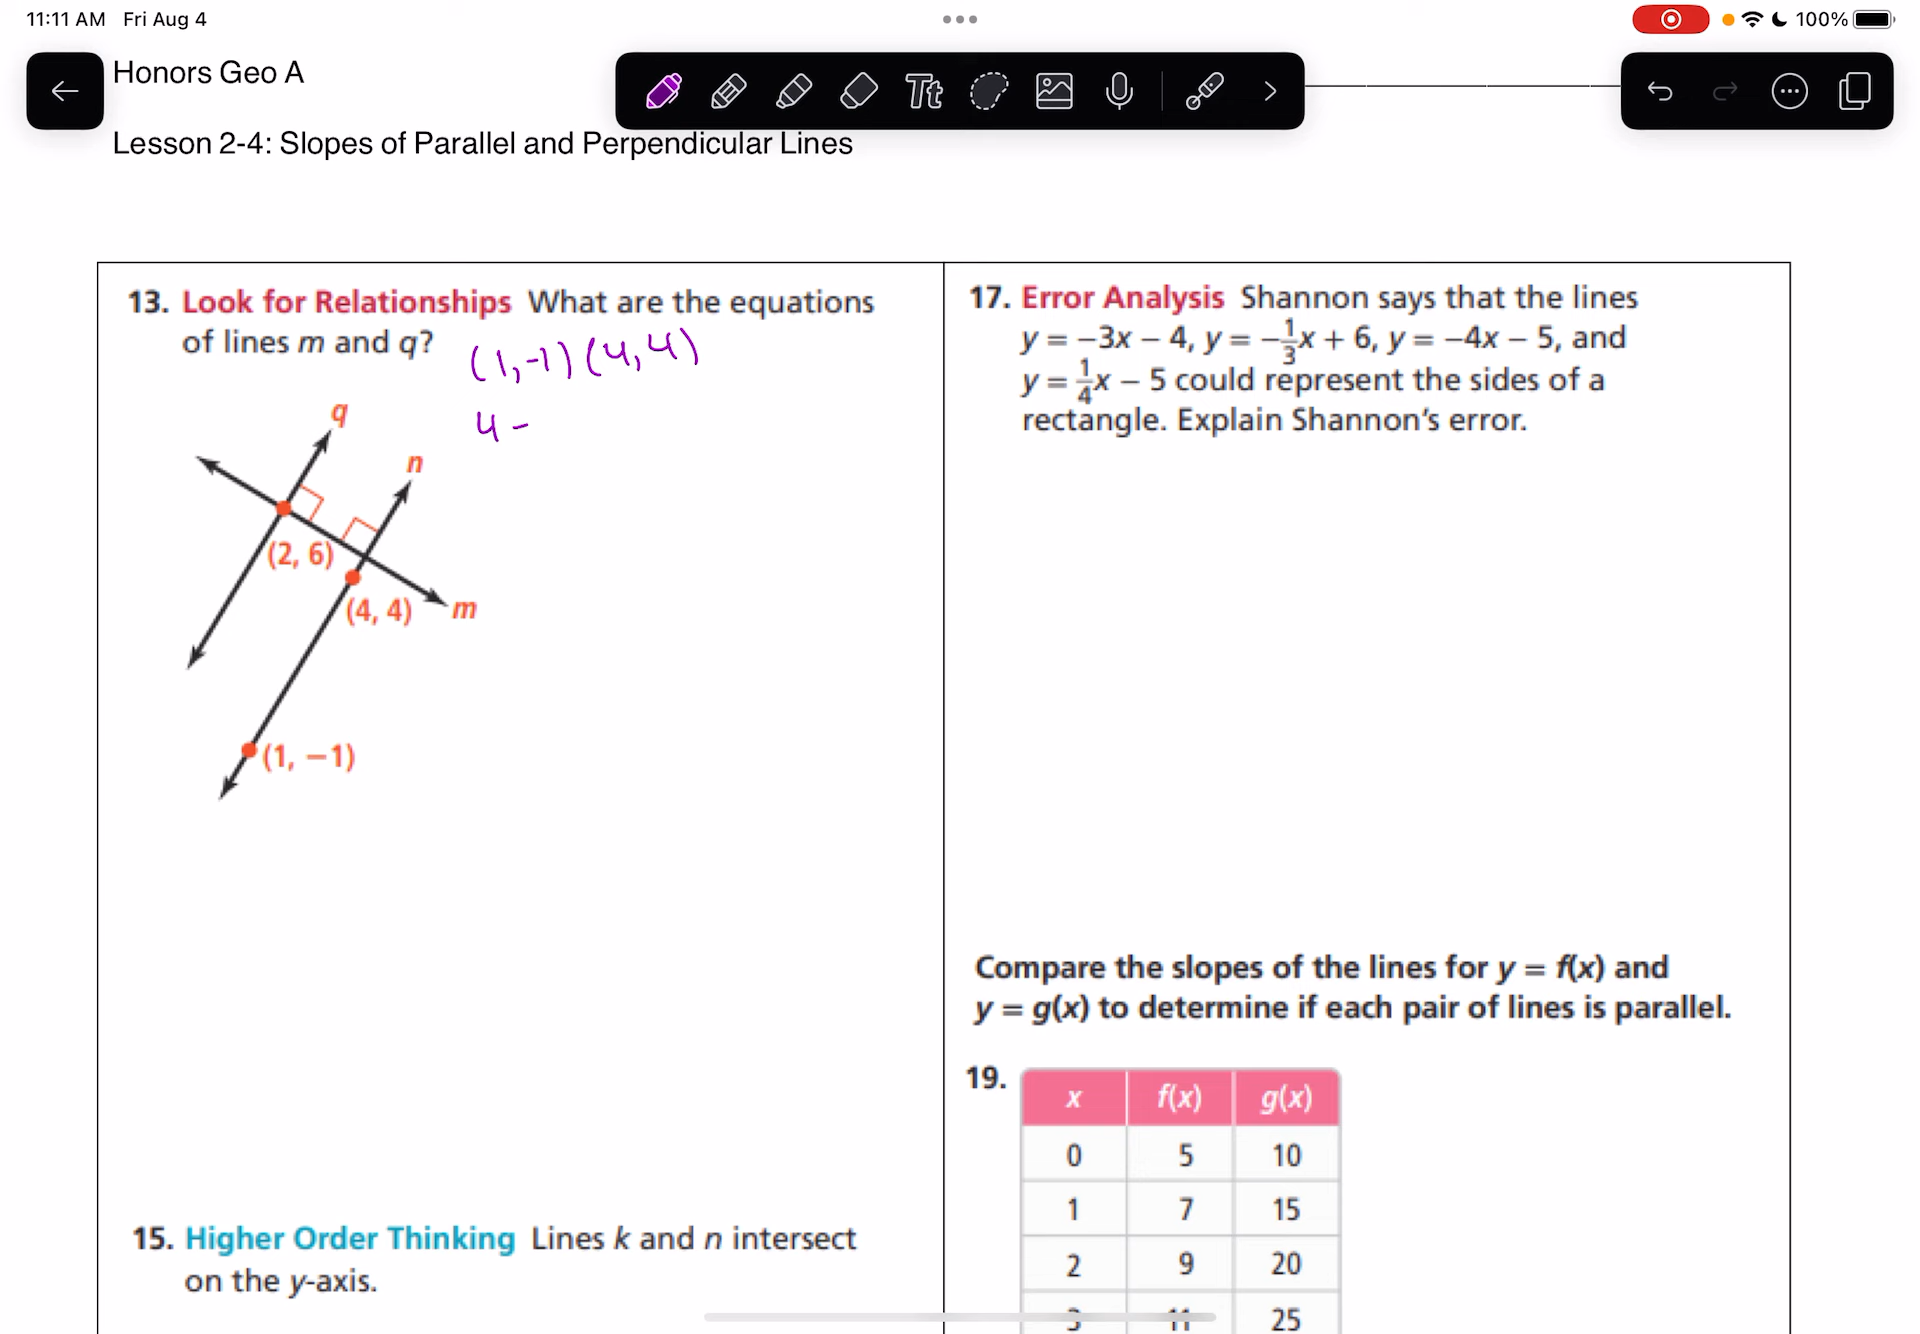 11:11 AM Fri Aug 4
100%
Honors Geo A
Tt
Lesson 2-4: Slopes of Parallel and Perpendicular Lines
13. Look for Relationships What are the equations
of lines m and q?
(1,-1) (4,4)
4 -
q
n
(2, 6)
(4, 4)
m
(1, −1)
15. Higher Order Thinking Lines k and n intersect
on the y-axis.
17. Error Analysis Shannon says that the lines
y = −3x − 4, y = −1/3x + 6, y = −4x − 5, and
y = 1/4x − 5 could represent the sides of a
rectangle. Explain Shannon's error.
Compare the slopes of the lines for y = f(x) and
y = g(x) to determine if each pair of lines is parallel.
19.
x f(x) g(x)
0 5 10
1 7 15
2 9 20
3 11 25